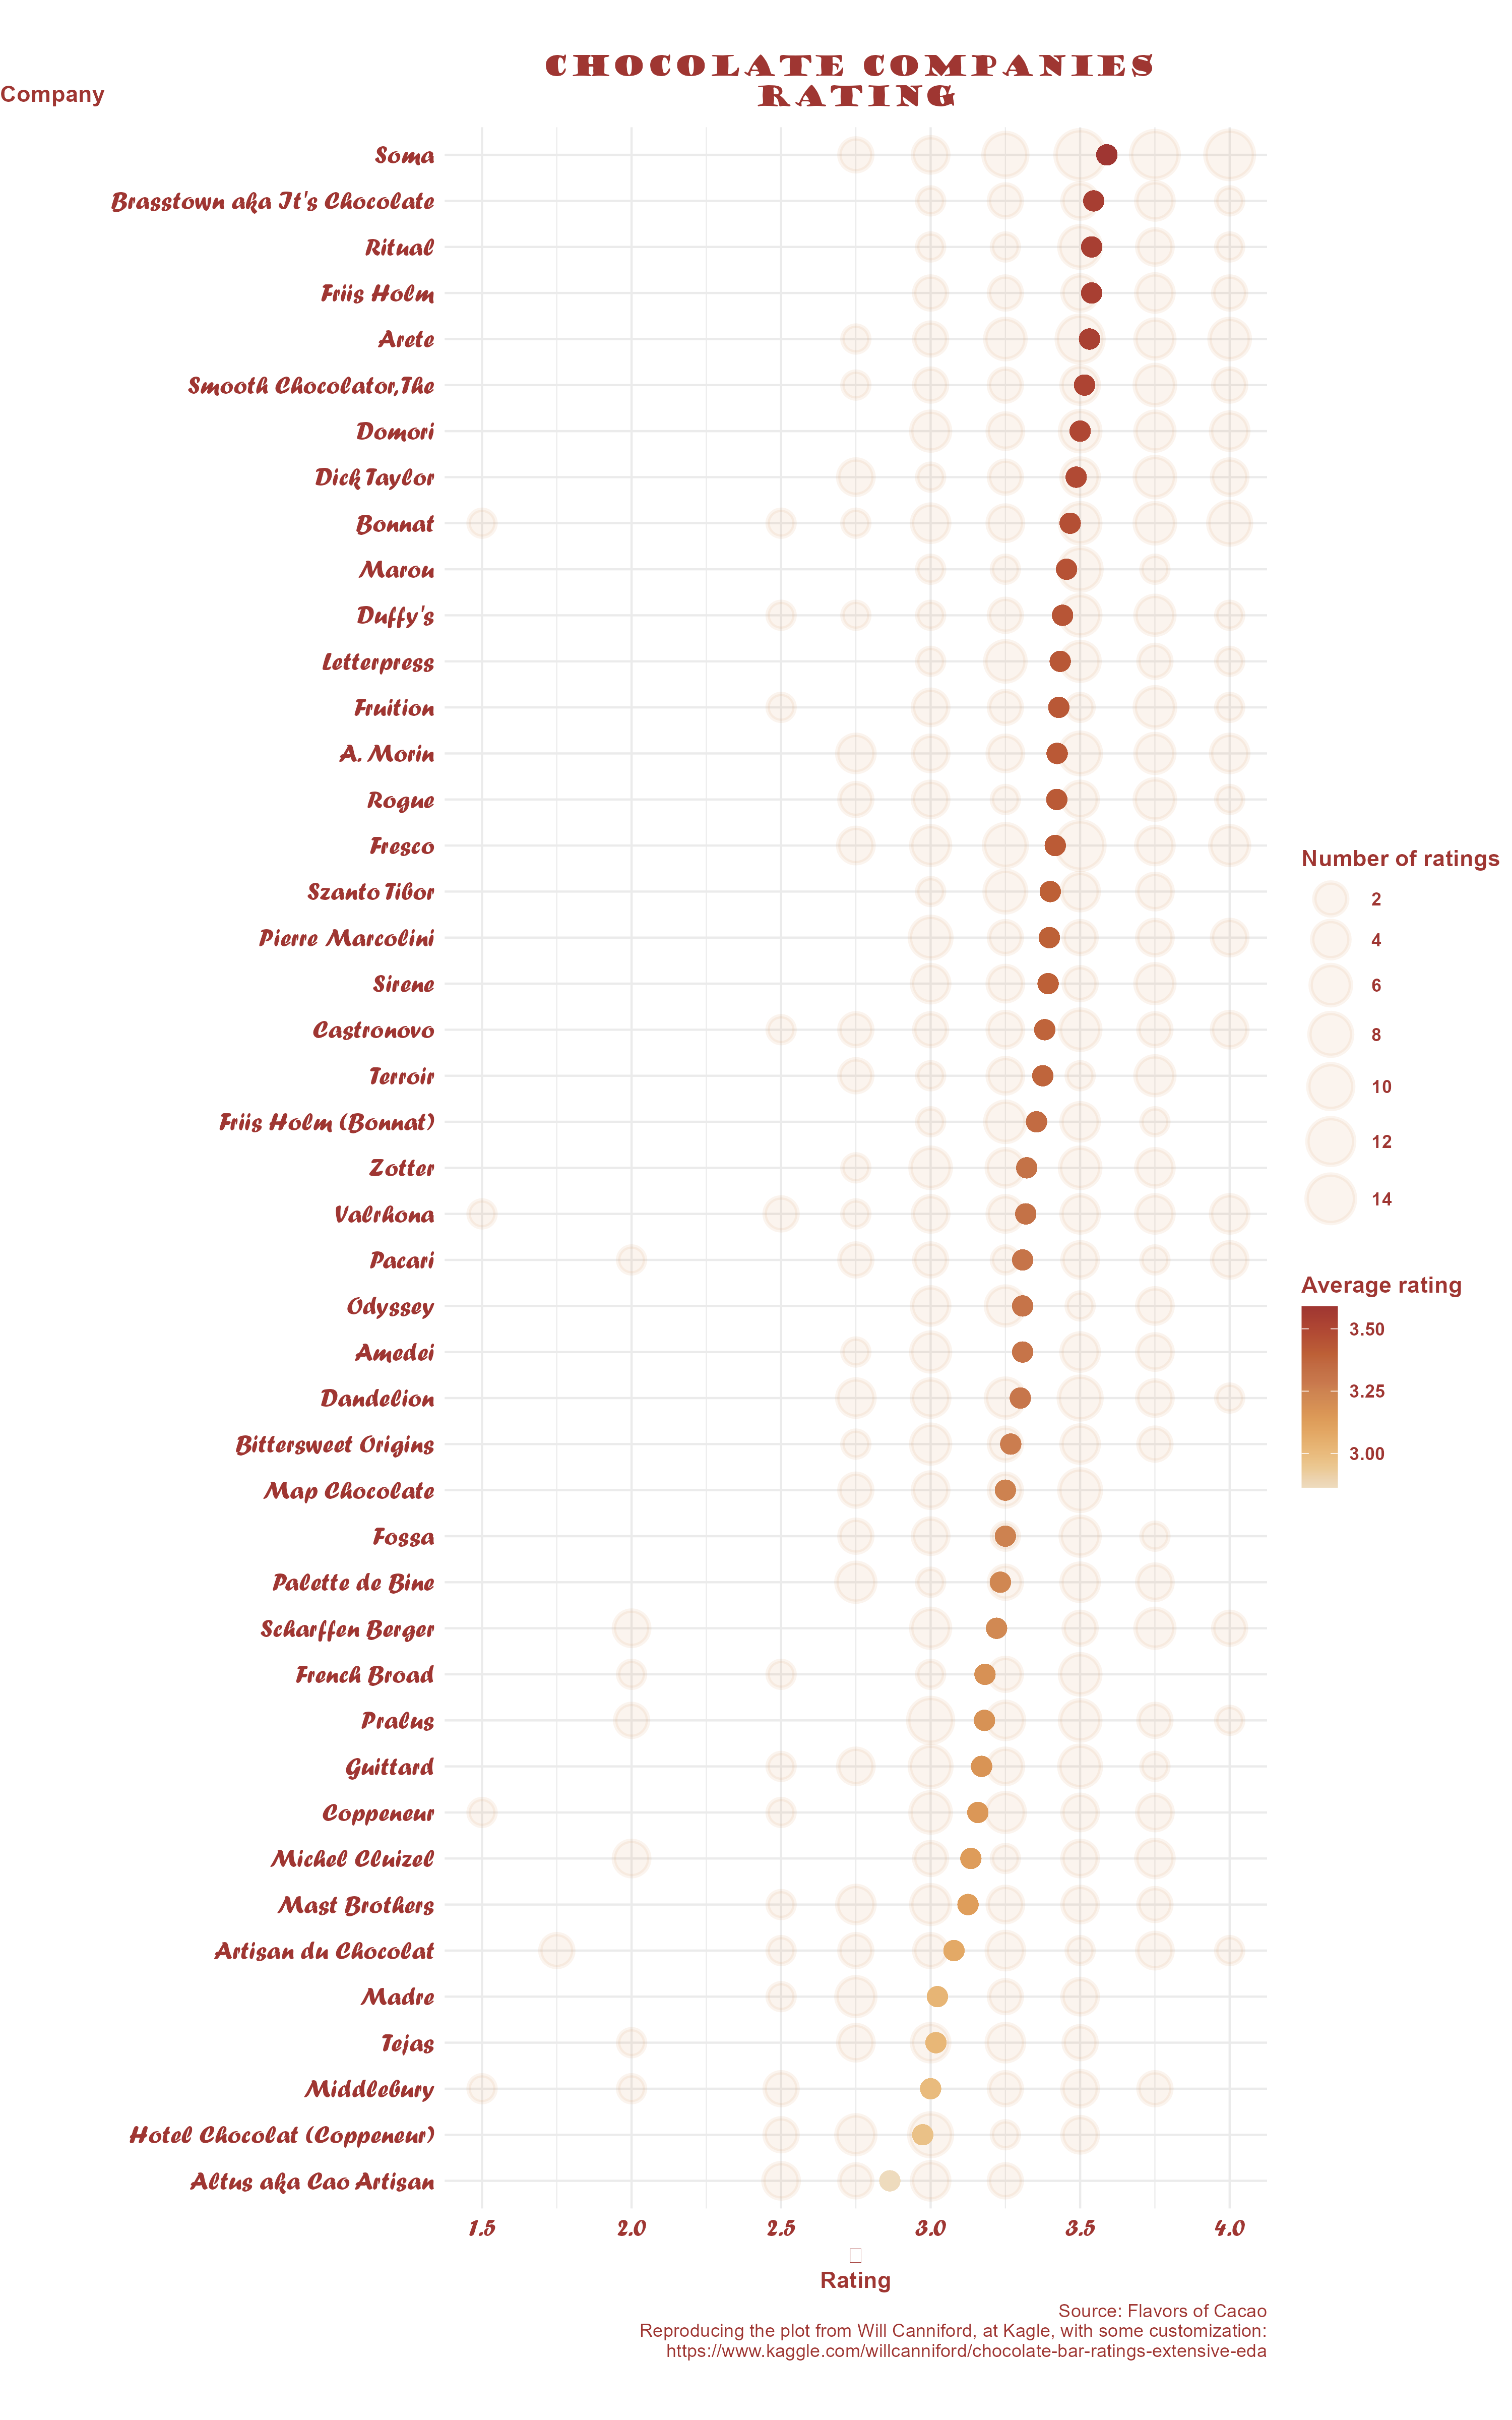 CHOCOLATE COMPANIES
RATING
Company
Soma
Brasstown aka It's Chocolate
Ritual
Friis Holm
Arete
Smooth Chocolator, The
Domori
Dick Taylor
Bonnat
Marou
Duffy's
Letterpress
Fruition
A. Morin
Rogue
Fresco
Szanto Tibor
Pierre Marcolini
Sirene
Castronovo
Terroir
Friis Holm (Bonnat)
Zotter
Valrhona
Pacari
Odyssey
Amedei
Dandelion
Bittersweet Origins
Map Chocolate
Fossa
Palette de Bine
Scharffen Berger
French Broad
Pralus
Guittard
Coppeneur
Michel Cluizel
Mast Brothers
Artisan du Chocolat
Madre
Tejas
Middlebury
Hotel Chocolat (Coppeneur)
Altus aka Cao Artisan
1.5 2.0 2.5 3.0 3.5 4.0
Rating
Number of ratings
2
4
6
8
10
12
14
Average rating
3.50
3.25
3.00
Source: Flavors of Cacao
Reproducing the plot from Will Canniford, at Kagle, with some customization:
https://www.kaggle.com/willcanniford/chocolate-bar-ratings-extensive-eda